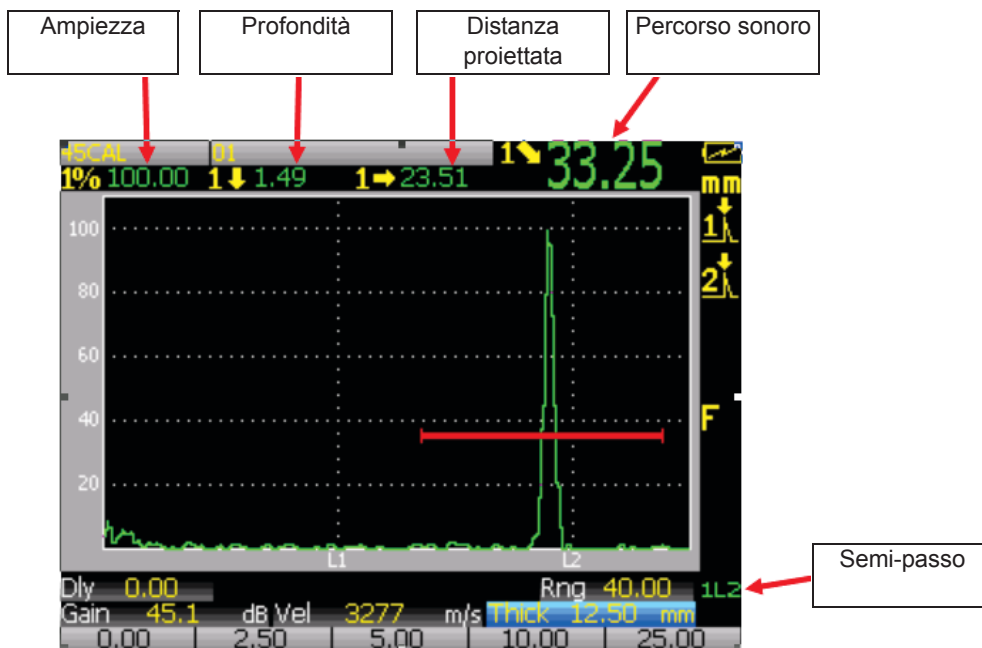 Ampiezza
Profondità
Distanza
proiettata
Percorso sonoro
45CAL 01
1% 100.00 1 1.49 1 23.51 1 33.25
mm
100
1
2
80
60
40
F
20
L1 L2
Semi-passo
Dly 0.00 Rng 40.00 1L2
Gain 45.1 dB Vel 3277 m/s Thick 12.50 mm
0.00 2.50 5.00 10.00 25.00